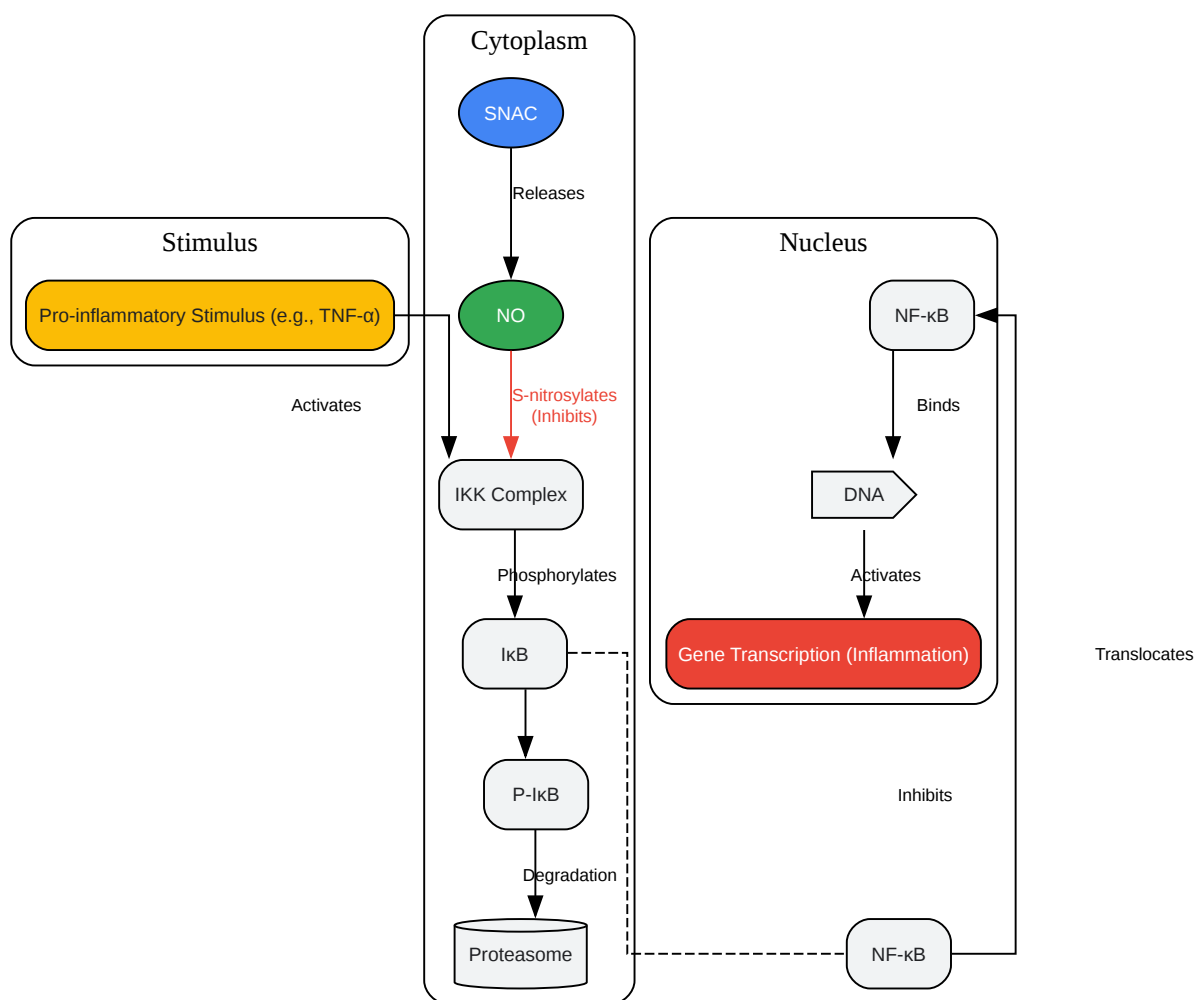 Cytoplasm
SNAC
Releases
Stimulus
Nucleus
Pro-inflammatory Stimulus (e.g., TNF-α)
NO
NF-κB
Activates
S-nitrosylates
(Inhibits)
Binds
IKK Complex
DNA
Phosphorylates
Activates
IκB
Gene Transcription (Inflammation)
Translocates
P-IκB
Inhibits
Degradation
Proteasome
NF-κB